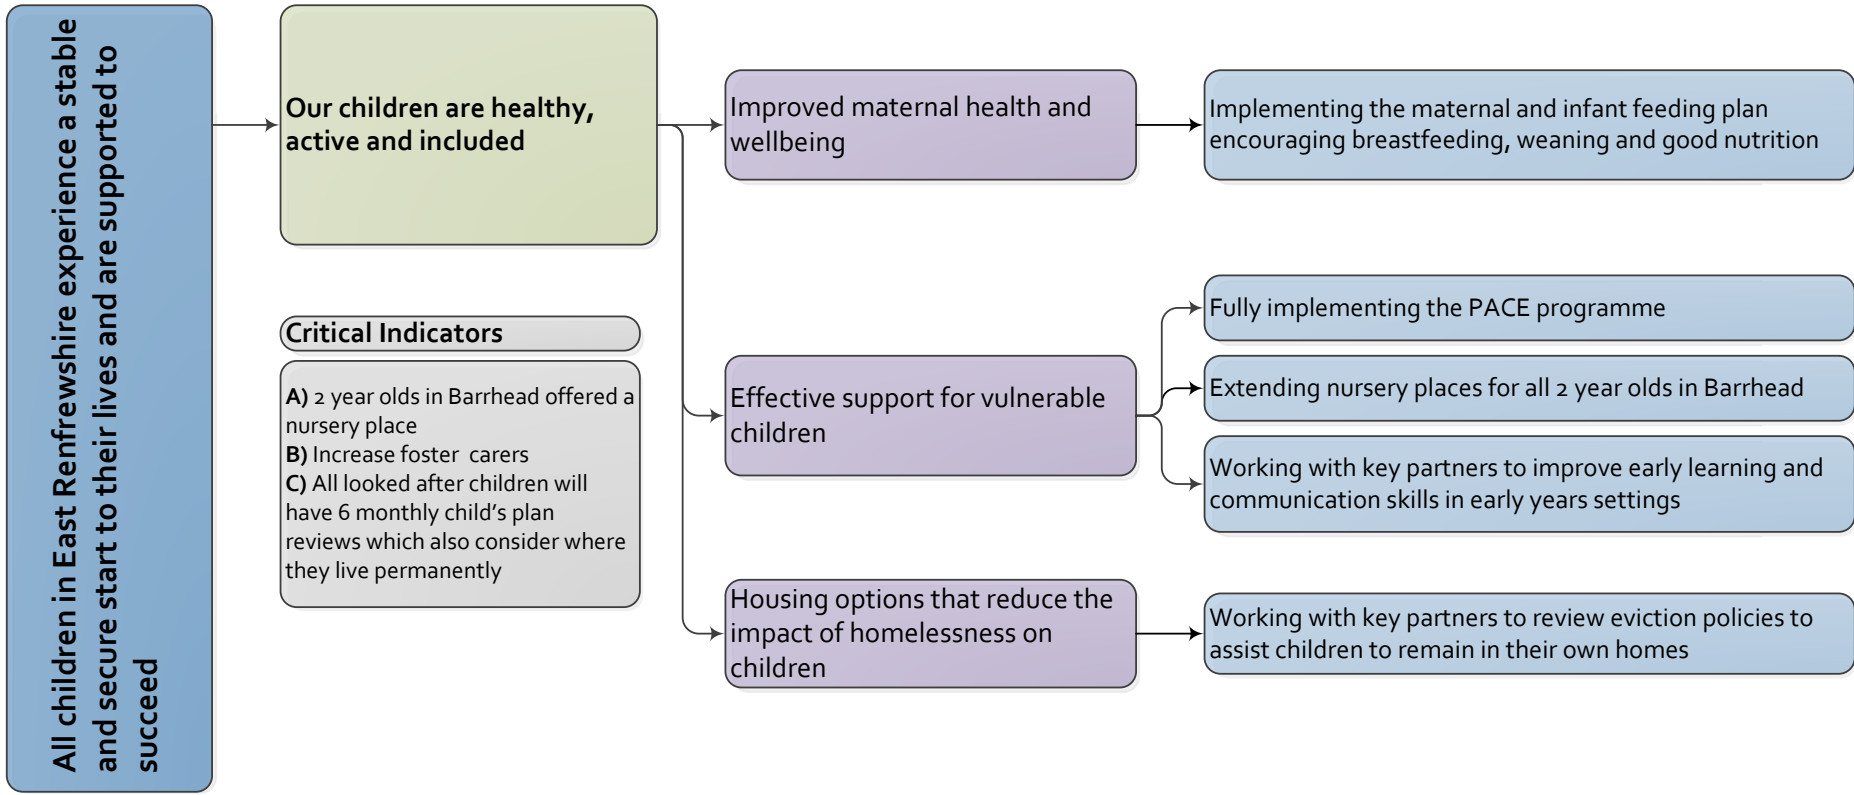 All children in East Renfrewshire experience a stable
and secure start to their lives and are supported to
succeed
Our children are healthy,
active and included
Critical Indicators
A) 2 year olds in Barrhead offered a
nursery place
B) Increase foster  carers
C) All looked after children will
have 6 monthly child’s plan
reviews which also consider where
they live permanently
Improved maternal health and
wellbeing
Effective support for vulnerable
children
Housing options that reduce the
impact of homelessness on
children
Implementing the maternal and infant feeding plan
encouraging breastfeeding, weaning and good nutrition
Fully implementing the PACE programme
Extending nursery places for all 2 year olds in Barrhead
Working with key partners to improve early learning and
communication skills in early years settings
Working with key partners to review eviction policies to
assist children to remain in their own homes